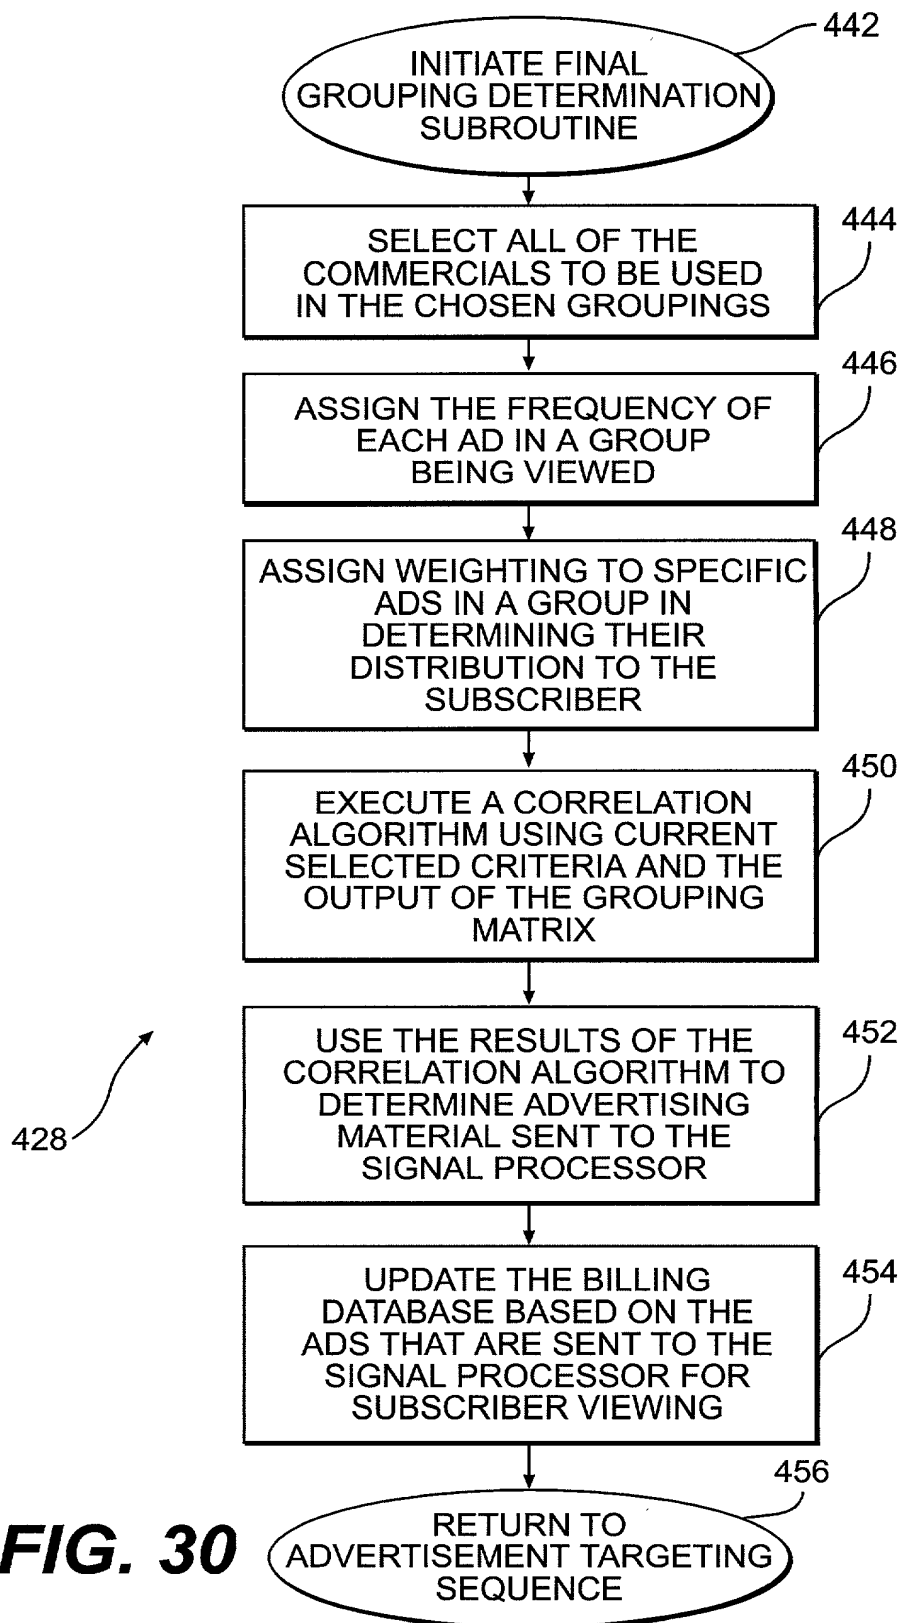 442
INITIATE FINAL
GROUPING DETERMINATION
SUBROUTINE
444
SELECT ALL OF THE
COMMERCIALS TO BE USED
IN THE CHOSEN GROUPINGS
446
ASSIGN THE FREQUENCY OF
EACH AD IN A GROUP
BEING VIEWED
448
ASSIGN WEIGHTING TO SPECIFIC
ADS IN A GROUP IN
DETERMINING THEIR
DISTRIBUTION TO THE
SUBSCRIBER
450
EXECUTE A CORRELATION
ALGORITHM USING CURRENT
SELECTED CRITERIA AND THE
OUTPUT OF THE GROUPING
MATRIX
452
USE THE RESULTS OF THE
CORRELATION ALGORITHM TO
DETERMINE ADVERTISING
MATERIAL SENT TO THE
SIGNAL PROCESSOR
428
454
UPDATE THE BILLING
DATABASE BASED ON THE
ADS THAT ARE SENT TO THE
SIGNAL PROCESSOR FOR
SUBSCRIBER VIEWING
456
RETURN TO
ADVERTISEMENT TARGETING
SEQUENCE
FIG. 30